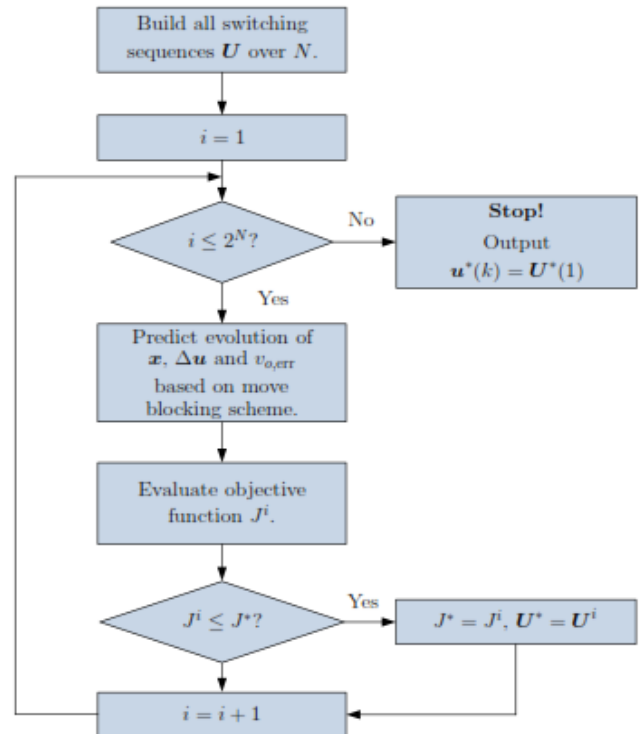 Build all switching
sequences U over N.
i = 1
i ≤ 2^N?
No
Stop!
Output
u*(k) = U*(1)
Yes
Predict evolution of
x, Δu and v_{o,err}
based on move
blocking scheme.
Evaluate objective
function J^i.
J^i ≤ J*?
Yes
J* = J^i, U* = U^i
i = i + 1